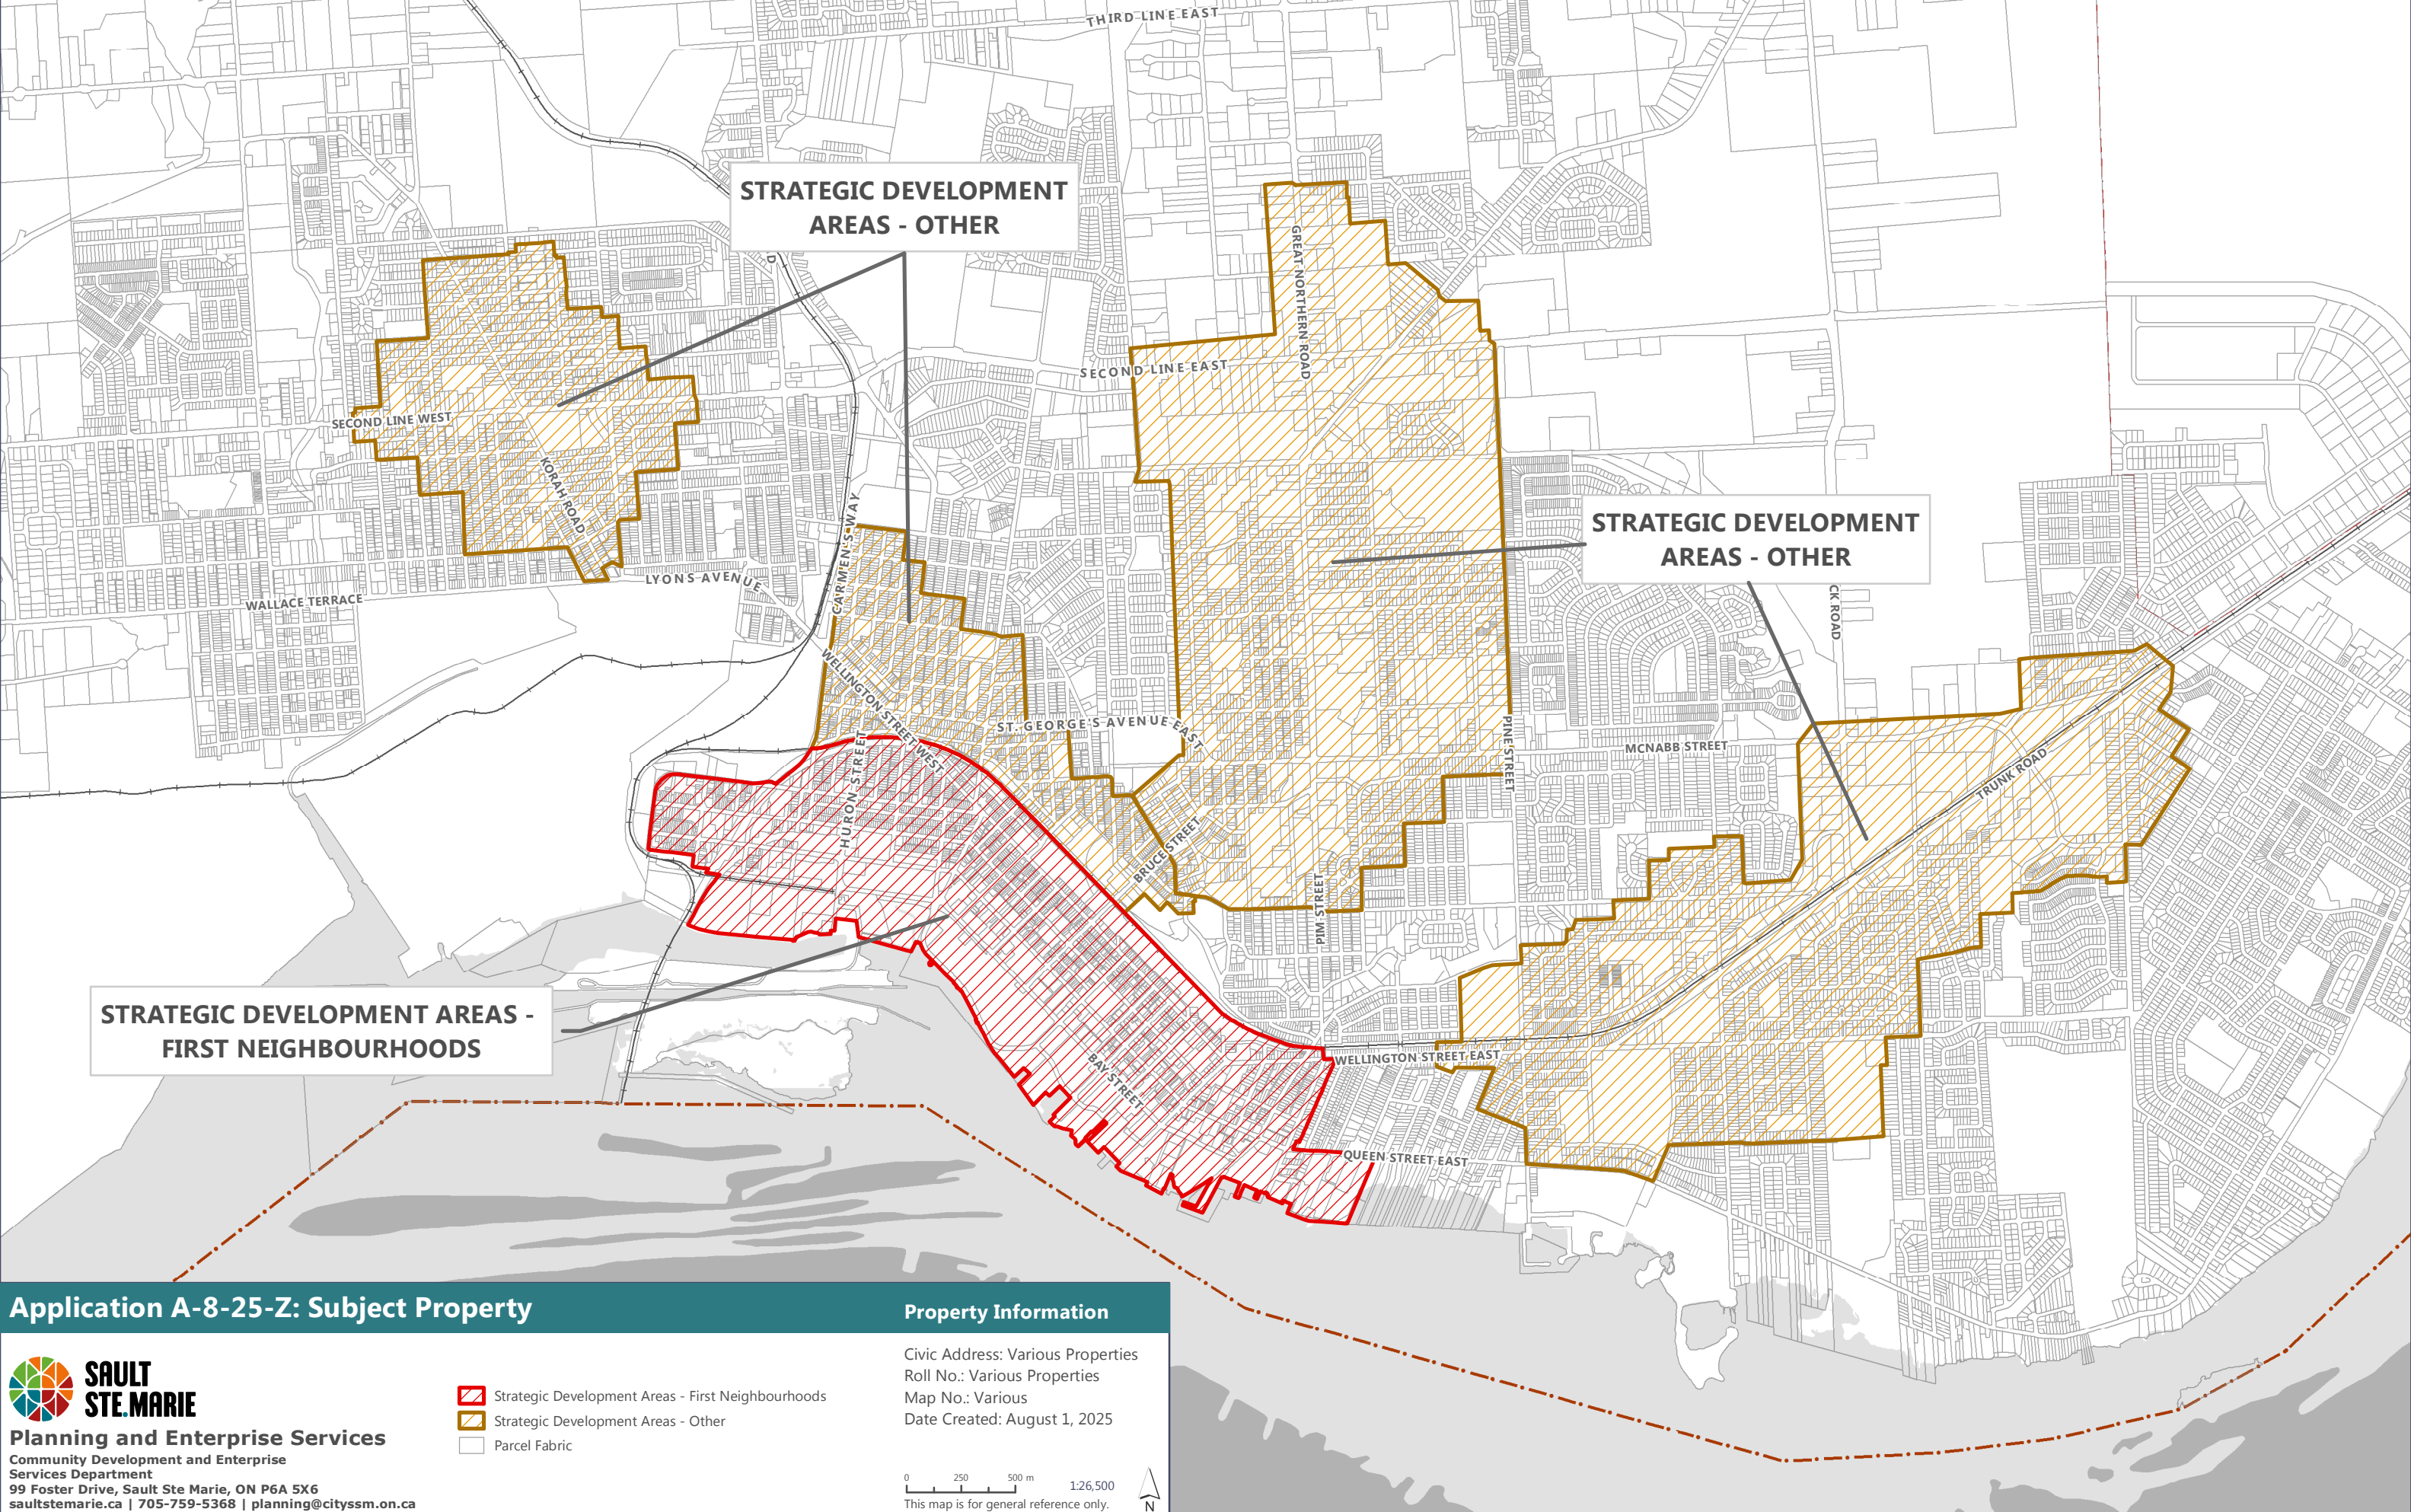 THIRD LINE EAST
STRATEGIC DEVELOPMENT
AREAS - OTHER
D
GREAT NORTHERN ROAD
SECOND LINE EAST
SECOND LINE WEST
KORAH ROAD
CARMEN'S WAY
STRATEGIC DEVELOPMENT
AREAS - OTHER
LYONS AVENUE
WALLACE TERRACE
CK ROAD
WELLINGTON STREET WEST
ST. GEORGE'S AVENUE EAST
PINE STREET
MCNABB STREET
TRUNK ROAD
HURON STREET
BRUCE STREET
PIM STREET
STRATEGIC DEVELOPMENT AREAS -
FIRST NEIGHBOURHOODS
BAY STREET
WELLINGTON STREET EAST
QUEEN STREET EAST
Application A-8-25-Z: Subject Property
Property Information
SAULT
STE.MARIE
Planning and Enterprise Services
Community Development and Enterprise
Services Department
99 Foster Drive, Sault Ste Marie, ON P6A 5X6
saultstemarie.ca | 705-759-5368 | planning@cityssm.on.ca
Strategic Development Areas - First Neighbourhoods
Strategic Development Areas - Other
Parcel Fabric
Civic Address: Various Properties
Roll No.: Various Properties
Map No.: Various
Date Created: August 1, 2025
0 250 500 m
1:26,500
This map is for general reference only.
N